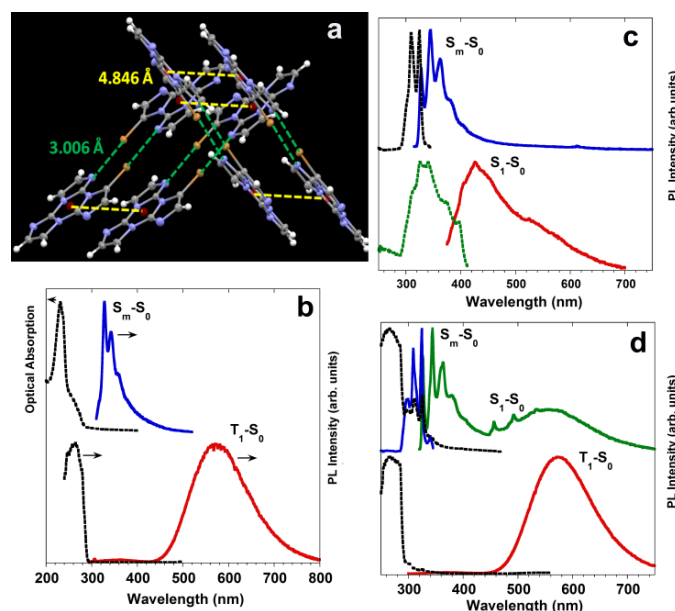 a
4.846 Å
3.006 Å
c
Sm-S0
S1-S0
PL Intensity (arb. units)
300 400 500 600 700
Wavelength (nm)
b
Optical Absorption
Sm-S0
T1-S0
PL Intensity (arb. units)
200 300 400 500 600 700 800
Wavelength (nm)
d
Sm-S0
S1-S0
T1-S0
PL Intensity (arb. units)
300 400 500 600 700
Wavelength (nm)